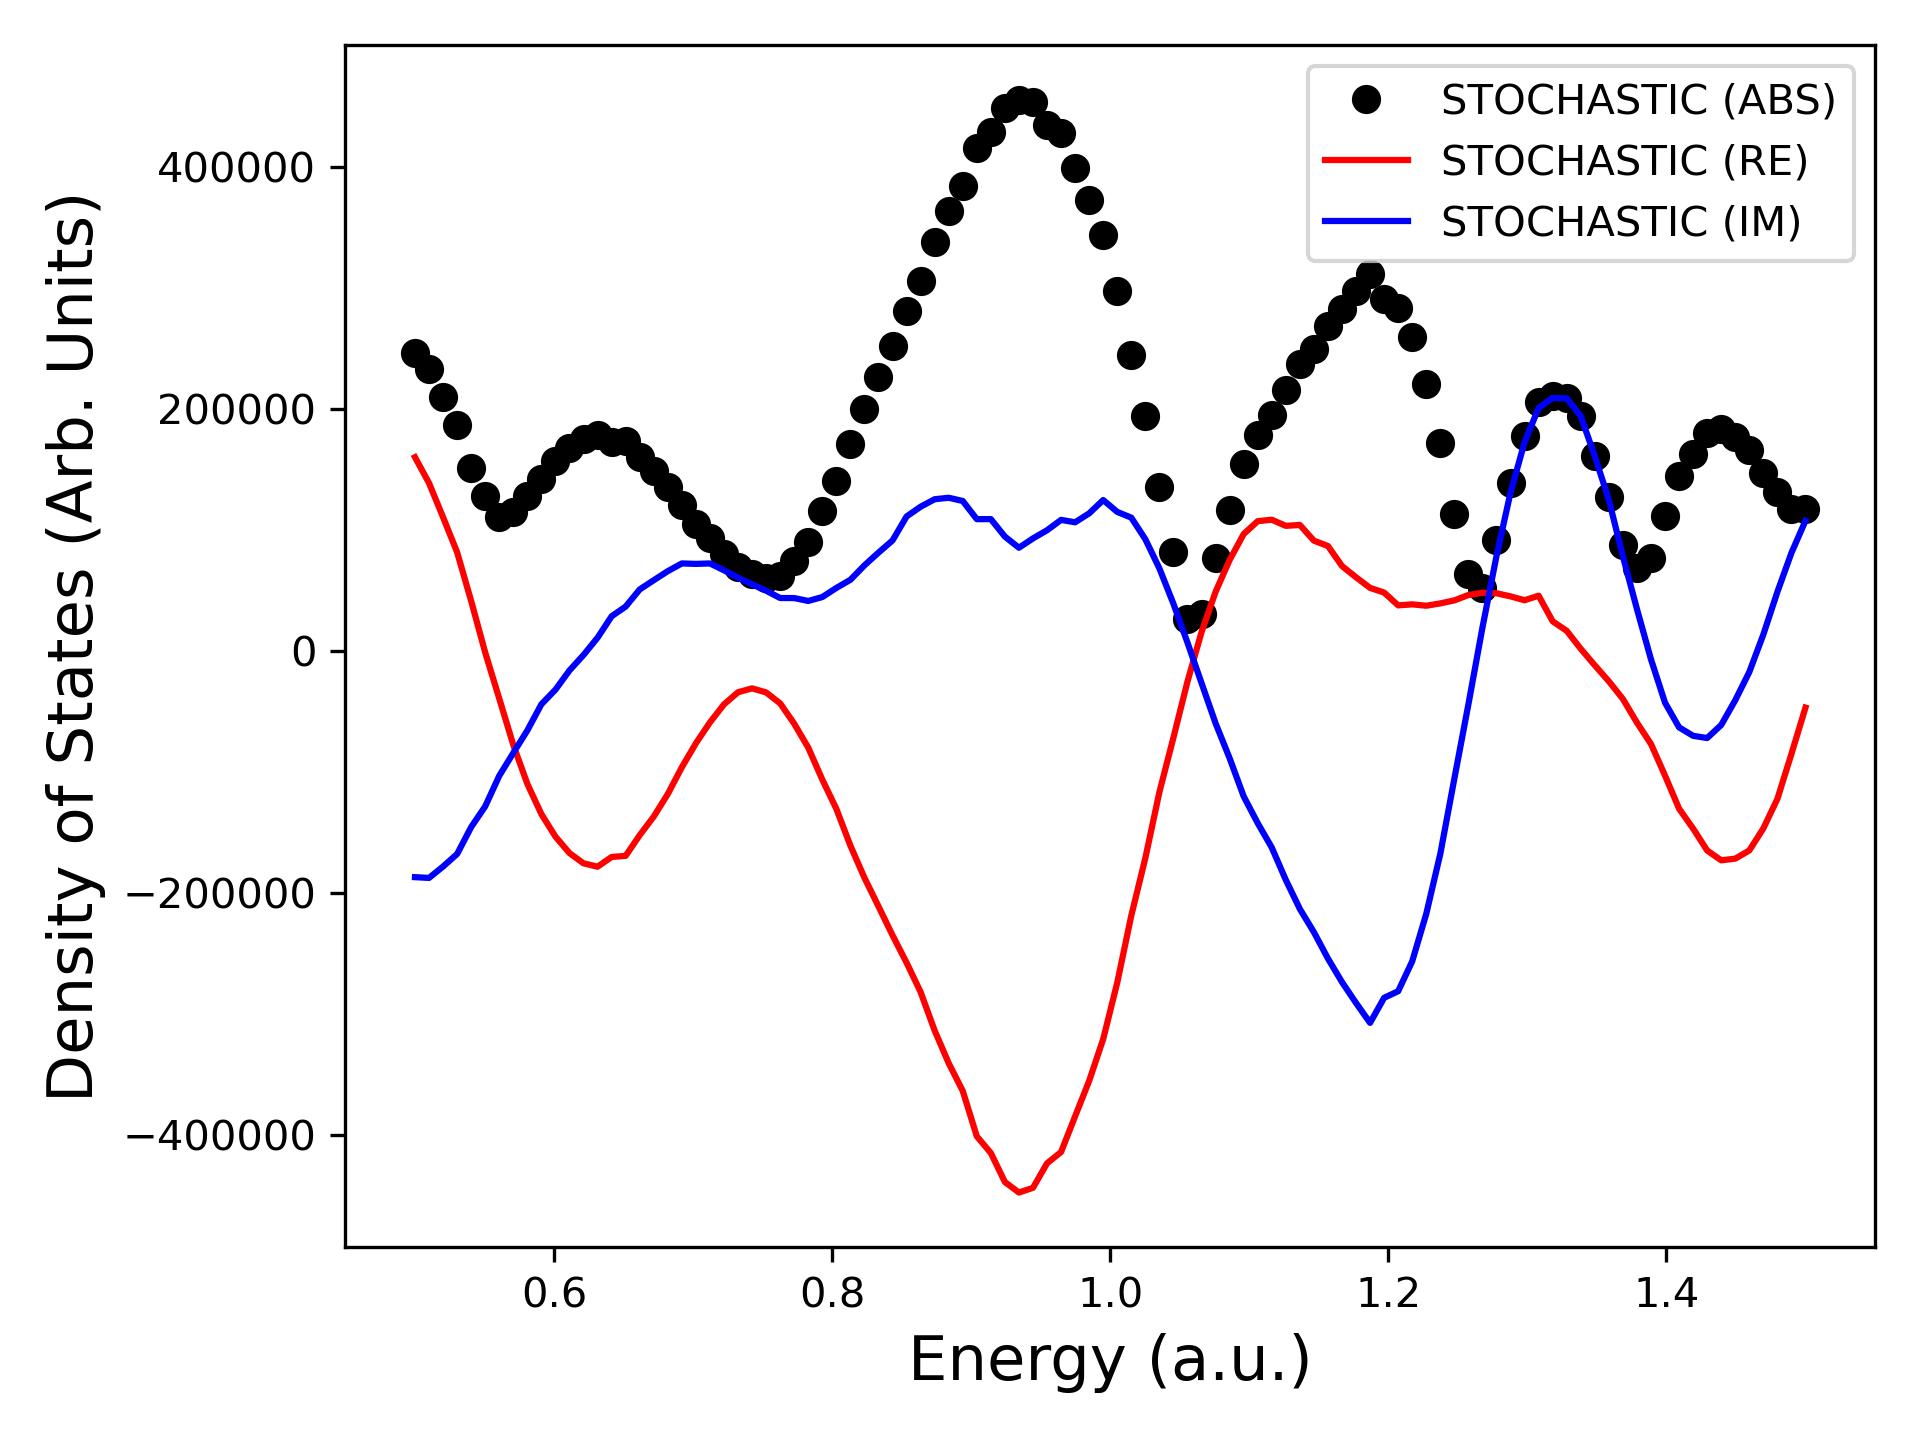 STOCHASTIC (ABS)
STOCHASTIC (RE)
STOCHASTIC (IM)
Density of States (Arb. Units)
400000
200000
0
−200000
−400000
0.6 0.8 1.0 1.2 1.4
Energy (a.u.)